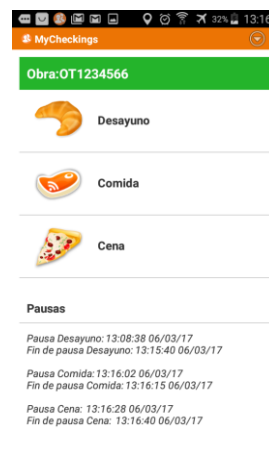 32% 13:16
MyCheckings
Obra:OT1234566
Desayuno
Comida
Cena
Pausas
Pausa Desayuno: 13:08:38 06/03/17
Fin de pausa Desayuno: 13:15:40 06/03/17
Pausa Comida: 13:16:02 06/03/17
Fin de pausa Comida: 13:16:15 06/03/17
Pausa Cena: 13:16:28 06/03/17
Fin de pausa Cena: 13:16:40 06/03/17